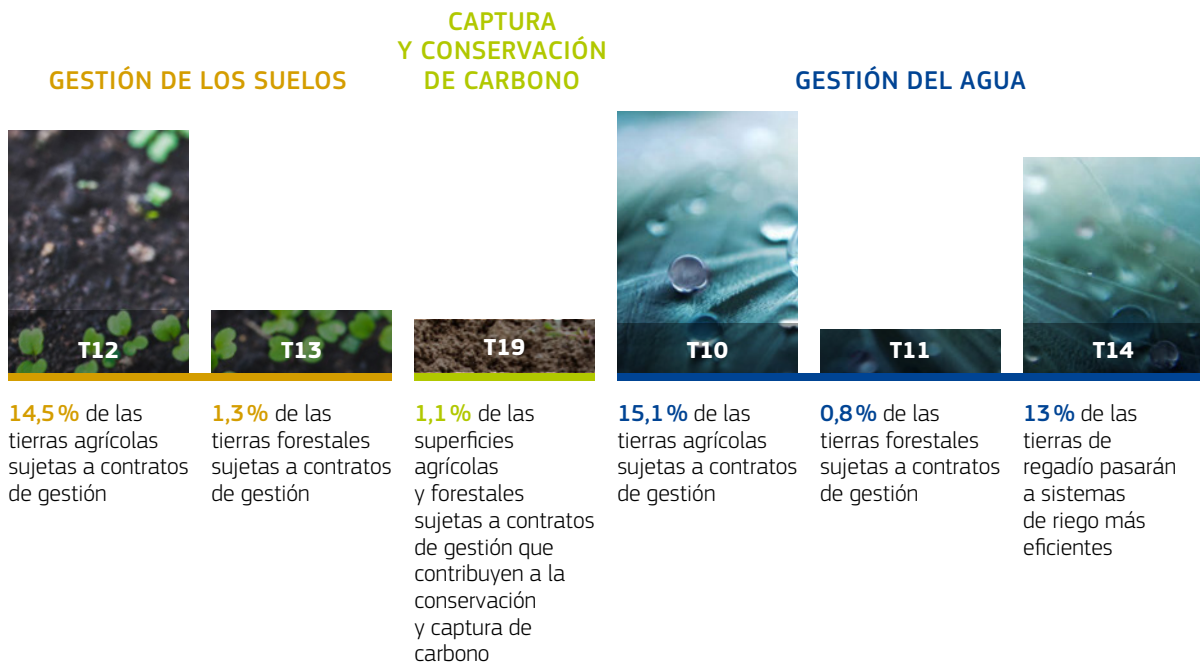 GESTIÓN DE LOS SUELOS
T12
14,5 % de las
tierras agrícolas
sujetas a contratos
de gestión
T13
1,3 % de las
tierras forestales
sujetas a contratos
de gestión
CAPTURA
Y CONSERVACIÓN
DE CARBONO
T19
1,1 % de las
superficies
agrícolas
y forestales
sujetas a contratos
de gestión que
contribuyen a la
conservación
y captura de
carbono
GESTIÓN DEL AGUA
T10
15,1 % de las
tierras agrícolas
sujetas a contratos
de gestión
T11
0,8 % de las
tierras forestales
sujetas a contratos
de gestión
T14
13 % de las
tierras de
regadío pasarán
a sistemas
de riego más
eficientes